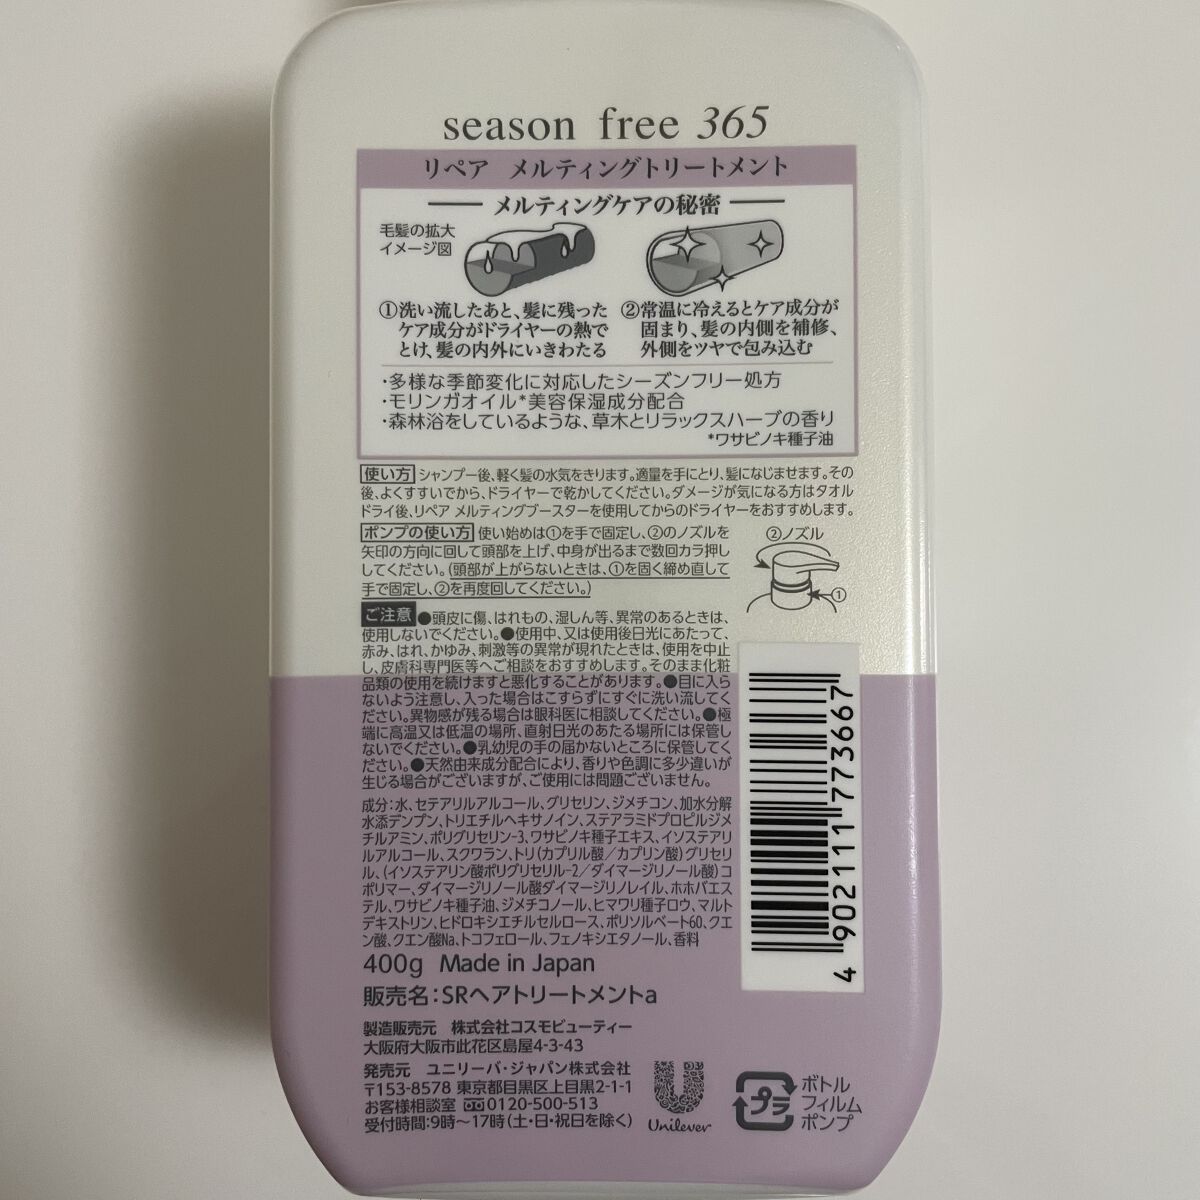 season free 365
リペア メルティングトリートメント
メルティングケアの秘密
毛髪の拡大
イメージ図
①洗い流したあと、髪に残った
ケア成分がドライヤーの熱で
とけ、髪の内外にいきわたる
②常温に冷えるとケア成分が
固まり、髪の内側を補修、
外側をツヤで包み込む
・多様な季節変化に対応したシーズンフリー処方
・モリンガオイル*美容保湿成分配合
・森林浴をしているような、草木とリラックスハーブの香り
*ワサビノキ種子油
使い方 シャンプー後、軽く髪の水気をきります。適量を手にとり、髪になじませます。その
後、よくすすいでから、ドライヤーで乾かしてください。ダメージが気になる方はタオル
ドライ後、リペア メルティングブースターを使用してからのドライヤーをおすすめします。
ポンプの使い方 使い始めは①を手で固定し、②のノズルを
矢印の方向に回して頭部を上げ、中身が出るまで数回カラ押し
してください。(頭部が上がらないときは、①を固く締め直して
手で固定し、②を再度回してください。)
②ノズル
①
ご注意 ●頭皮に傷、はれもの、湿しん等、異常のあるときは、
使用しないでください。●使用中、又は使用後日光にあたって、
赤み、はれ、かゆみ、刺激等の異常が現れたときは、使用を中止
し、皮膚科専門医等へご相談をおすすめします。そのまま化粧
品類の使用を続けますと悪化することがあります。●目に入ら
ないよう注意し、入った場合はこすらずにすぐに洗い流してく
ださい。異物感が残る場合は眼科医に相談してください。●極
端に高温又は低温の場所、直射日光のあたる場所には保管し
ないでください。●乳幼児の手の届かないところに保管してく
ださい。●天然由来成分配合により、香りや色調に多少違いが
生じる場合がございますが、ご使用には問題ございません。
成分：水、セテアリルアルコール、グリセリン、ジメチコン、加水分解
水添デンプン、トリエチルヘキサノイン、ステアラミドプロピルジメ
チルアミン、ポリグリセリン-3、ワサビノキ種子エキス、イソステアリ
ルアルコール、スクワラン、トリ(カプリル酸／カプリン酸)グリセリ
ル、(イソステアリン酸ポリグリセリル-2／ダイマージリノール酸)コ
ポリマー、ダイマージリノール酸ダイマージリノレイル、ホホバエス
テル、ワサビノキ種子油、ジメチコノール、ヒマワリ種子ロウ、マルト
デキストリン、ヒドロキシエチルセルロース、ポリソルベート60、クエ
ン酸、クエン酸Na、トコフェロール、フェノキシエタノール、香料
400g Made in Japan
販売名：SRヘアトリートメントa
製造販売元 株式会社コスモビューティー
大阪府大阪市此花区島屋4-3-43
発売元 ユニリーバ・ジャパン株式会社
〒153-8578 東京都目黒区上目黒2-1-1
お客様相談室 0120-500-513
受付時間：9時～17時(土・日・祝日を除く)
4 902111 773667
Unilever
プラ
ボトル
フィルム
ポンプ